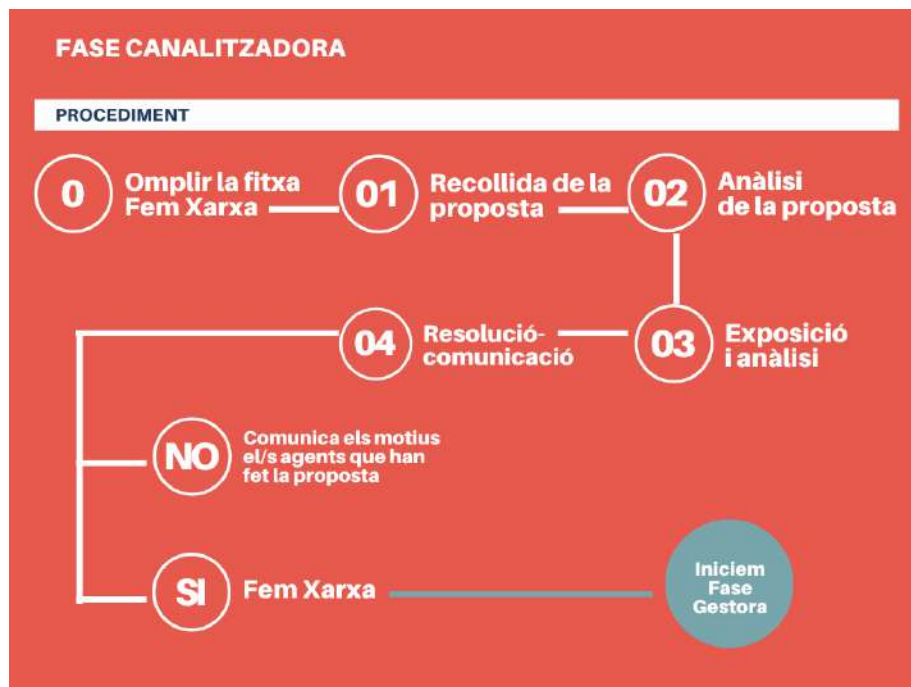 FASE CANALITZADORA
PROCEDIMENT
0
Omplir la fitxa
Fem Xarxa
01
Recollida de la
proposta
02
Anàlisi
de la proposta
03
Exposició
i anàlisi
04
Resolució-
comunicació
NO
Comunica els motius
el/s agents que han
fet la proposta
SI
Fem Xarxa
Iniciem
Fase
Gestora